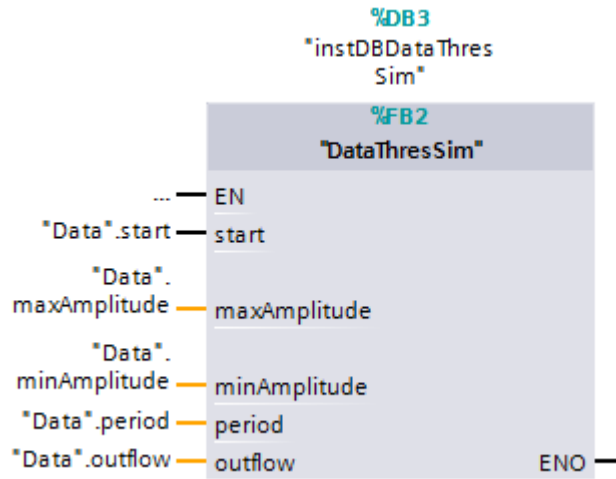 %DB3
"instDBDataThres
Sim"
%FB2
"DataThresSim"
... EN
"Data".start start
"Data".
maxAmplitude maxAmplitude
"Data".
minAmplitude minAmplitude
"Data".period period
"Data".outflow outflow ENO